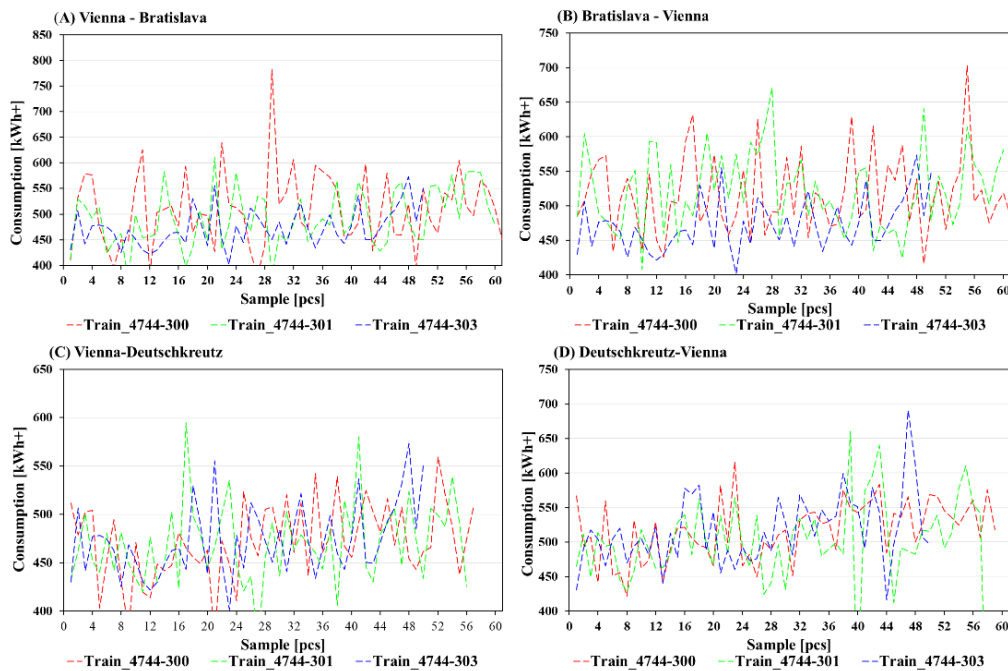 (A) Vienna - Bratislava
850
800
750
700
650
600
550
500
450
400
Consumption [kWh+]
0 4 8 12 16 20 24 28 32 36 40 44 48 52 56 60
Sample [pcs]
Train_4744-300 Train_4744-301 Train_4744-303
(B) Bratislava - Vienna
750
700
650
600
550
500
450
400
Consumption [kWh+]
0 4 8 12 16 20 24 28 32 36 40 44 48 52 56 60
Sample [pcs]
Train_4744-300 Train_4744-301 Train_4744-303
(C) Vienna-Deutschkreutz
650
600
550
500
450
400
Consumption [kWh+]
0 4 8 12 16 20 24 28 32 36 40 44 48 52 56 60
Sample [pcs]
Train_4744-300 Train_4744-301 Train_4744-303
(D) Deutschkreutz-Vienna
750
700
650
600
550
500
450
400
Consumption [kWh+]
0 4 8 12 16 20 24 28 32 36 40 44 48 52 56 60
Sample [pcs]
Train_4744-300 Train_4744-301 Train_4744-303